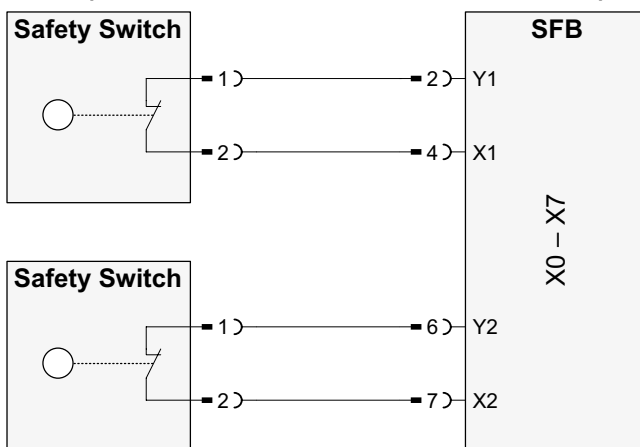 Safety Switch
SFB
1
2
Y1
2
4
X1
X0 – X7
Safety Switch
1
6
Y2
2
7
X2